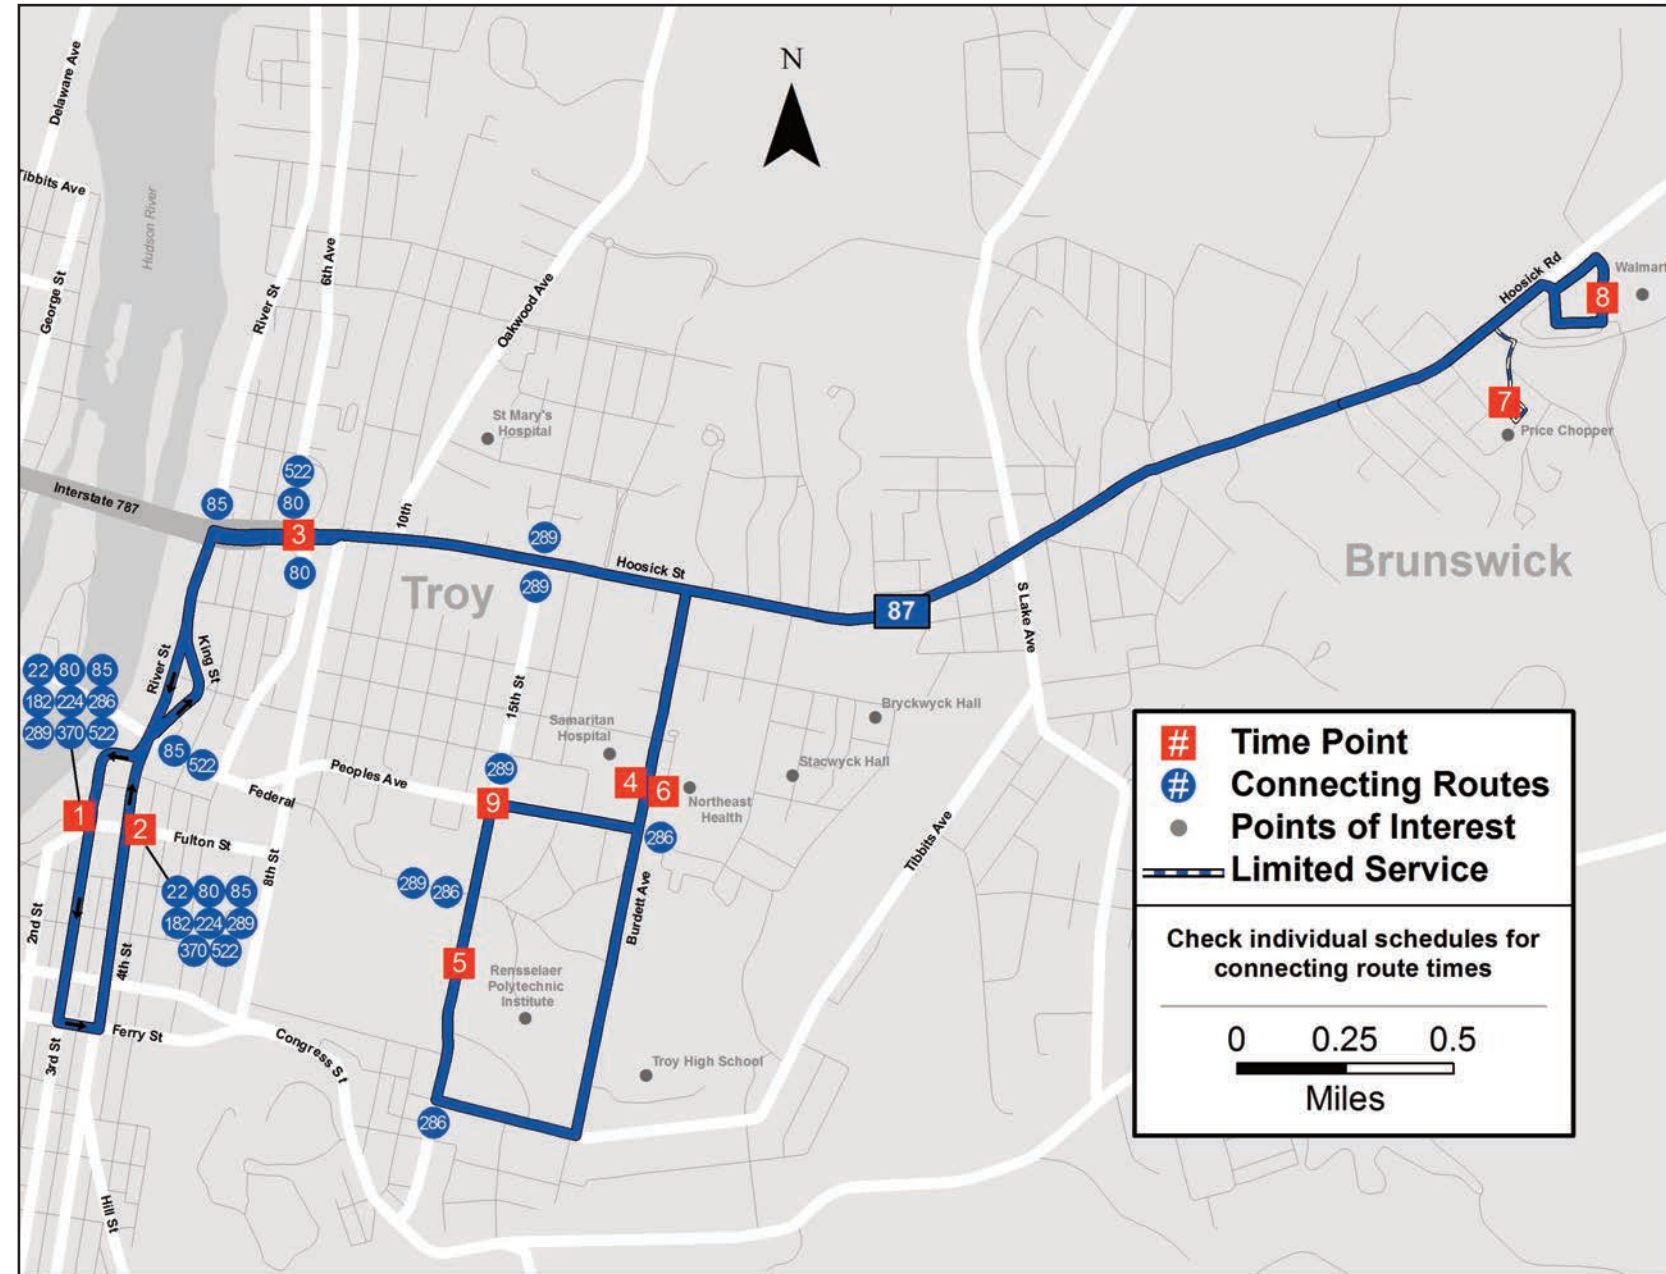 N
Delaware Ave
Tibbits Ave
Hudson River
George St
River St
6th Ave
Oakwood Ave
Hoosick Rd
Walmart
8
7
Price Chopper
St Mary's
Hospital
Interstate 787
85
522
80
3
80
10th
289
289
Hoosick St
Troy
Brunswick
87
S Lake Ave
River St
King St
22 80 85
182 224 286
289 370 522
85
522
15th St
Samaritan
Hospital
Bryckwyck Hall
Stacwyck Hall
Peoples Ave
Federal
289
9
4
6
Northeast
Health
286
1
2
Fulton St
8th St
22 80 85
182 224 289
370 522
289
286
Burdett Ave
Tibbits Ave
2nd St
4th St
5
Rensselaer
Polytechnic
Institute
3rd St
Ferry St
Congress St
Troy High School
286
Hill St
# Time Point
# Connecting Routes
Points of Interest
Limited Service
Check individual schedules for
connecting route times
0 0.25 0.5
Miles